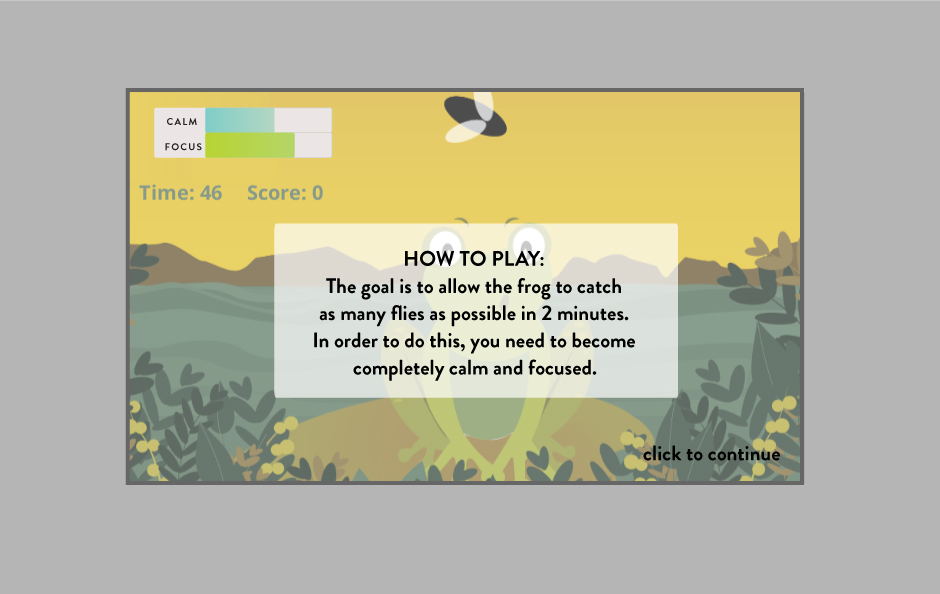 CALM
FOCUS
Time: 46 Score: 0
HOW TO PLAY:
The goal is to allow the frog to catch
as many flies as possible in 2 minutes.
In order to do this, you need to become
completely calm and focused.
click to continue